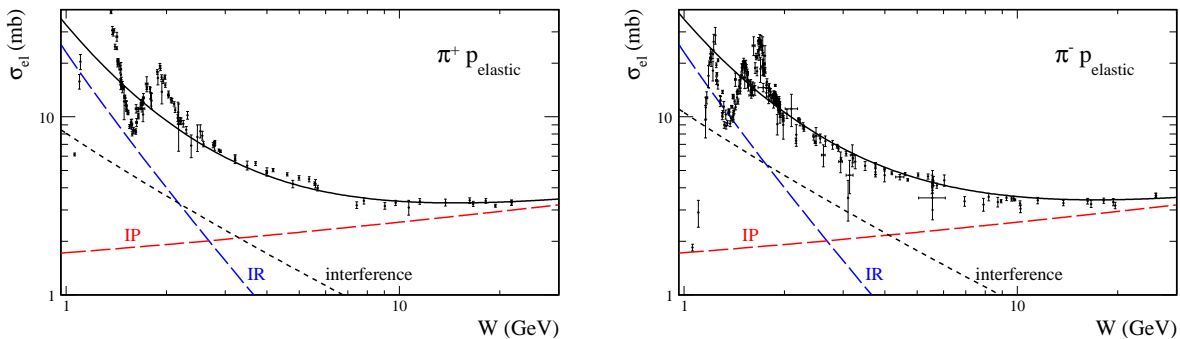 σel (mb)
π+ p elastic
10
IP
IR
interference
1
1
10
W (GeV)
σel (mb)
π- p elastic
10
IP
IR
interference
1
1
10
W (GeV)